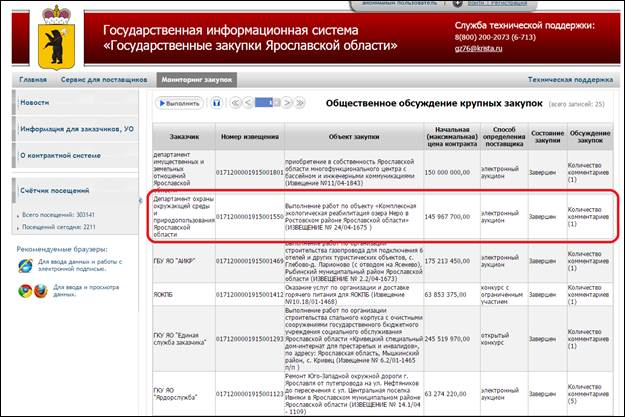 анонимный пользователь
Войти | Регистрация
Государственная информационная система
«Государственные закупки Ярославской области»
Служба технической поддержки:
8(800) 200-2073 (6-713)
gz76@krista.ru
Главная Сервис для поставщиков Мониторинг закупок Техническая поддержка
Новости
Информация для заказчиков, УО
О контрактной системе
Счётчик посещений
Всего посещений: 303141
Посещений сегодня: 2211
Рекомендуемые браузеры:
Для ввода данных и работы с
электронной подписью.
Для ввода и просмотра
данных.
Выполнить
1
Общественное обсуждение крупных закупок (всего записей: 25)
Заказчик
Номер извещения
Объект закупки
Начальная
(максимальная)
цена контракта
Способ
определения
поставщика
Состояние
закупки
Обсуждение
закупок
департамент
имущественных и
земельных
отношений
Ярославской
области
0171200001915001801
приобретение в собственность Ярославской
области многофункционального центра с
бассейном и инженерными коммуникациями
(Извещение №11/04-1843)
150 000 000,00
электронный
аукцион
Завершен
Количество
комментариев
(1)
Департамент охраны
окружающей среды
и
природопользования
Ярославской
области
0171200001915001550
Выполнение работ по объекту «Комплексная
экологическая реабилитация озера Неро в
Ростовском районе Ярославской области»
(ИЗВЕЩЕНИЕ № 24/04-1675 )
145 967 700,00
электронный
аукцион
Завершен
Количество
комментариев
(1)
ГБУ ЯО "АИКР"
0171200001915001469
Выполнение работ по организации
строительства газопровода для подключения 6
отелей и других туристических объектов, с.
Глебово-д. Ларионово (с отводом на Ясенево),
Рыбинский муниципальный район Ярославской
области (ИЗВЕЩЕНИЕ № 2.2/04-1673)
175 213 450,00
электронный
аукцион
Завершен
Количество
комментариев
(1)
ЯОКПБ
0171200001915001412
Оказание услуг по организации и доставке
горячего питания для ЯОКПБ (Извещение
№10.18/01-1468)
63 853 375,00
конкурс с
ограниченным
участием
Завершен
Количество
комментариев
(1)
ГКУ ЯО "Единая
служба заказчика"
0171200001915001293
Выполнение работ по организации
строительства спального корпуса с очистными
сооружениями государственного бюджетного
учреждения социального обслуживания
Ярославской области «Кривецкий специальный
дом-интернат для престарелых и инвалидов»,
по адресу: Ярославская область, Мышкинский
район, с. Кривец (Извещение № 6.2/01-1465
п/п )
245 519 970,00
открытый
конкурс
Завершен
Количество
комментариев
(1)
ГКУ ЯО
"Ярдорслужба"
0171200001915001123
Ремонт Юго-Западной окружной дороги г.
Ярославля от путепровода на ул. Нефтяников
до пересечения с ул. Центральная поселка
Ивняки в Ярославском муниципальном районе
Ярославской области (ИЗВЕЩЕНИЕ № 14.1/04
- 1109)
63 274 220,00
электронный
аукцион
Завершен
Количество
комментариев
(5)